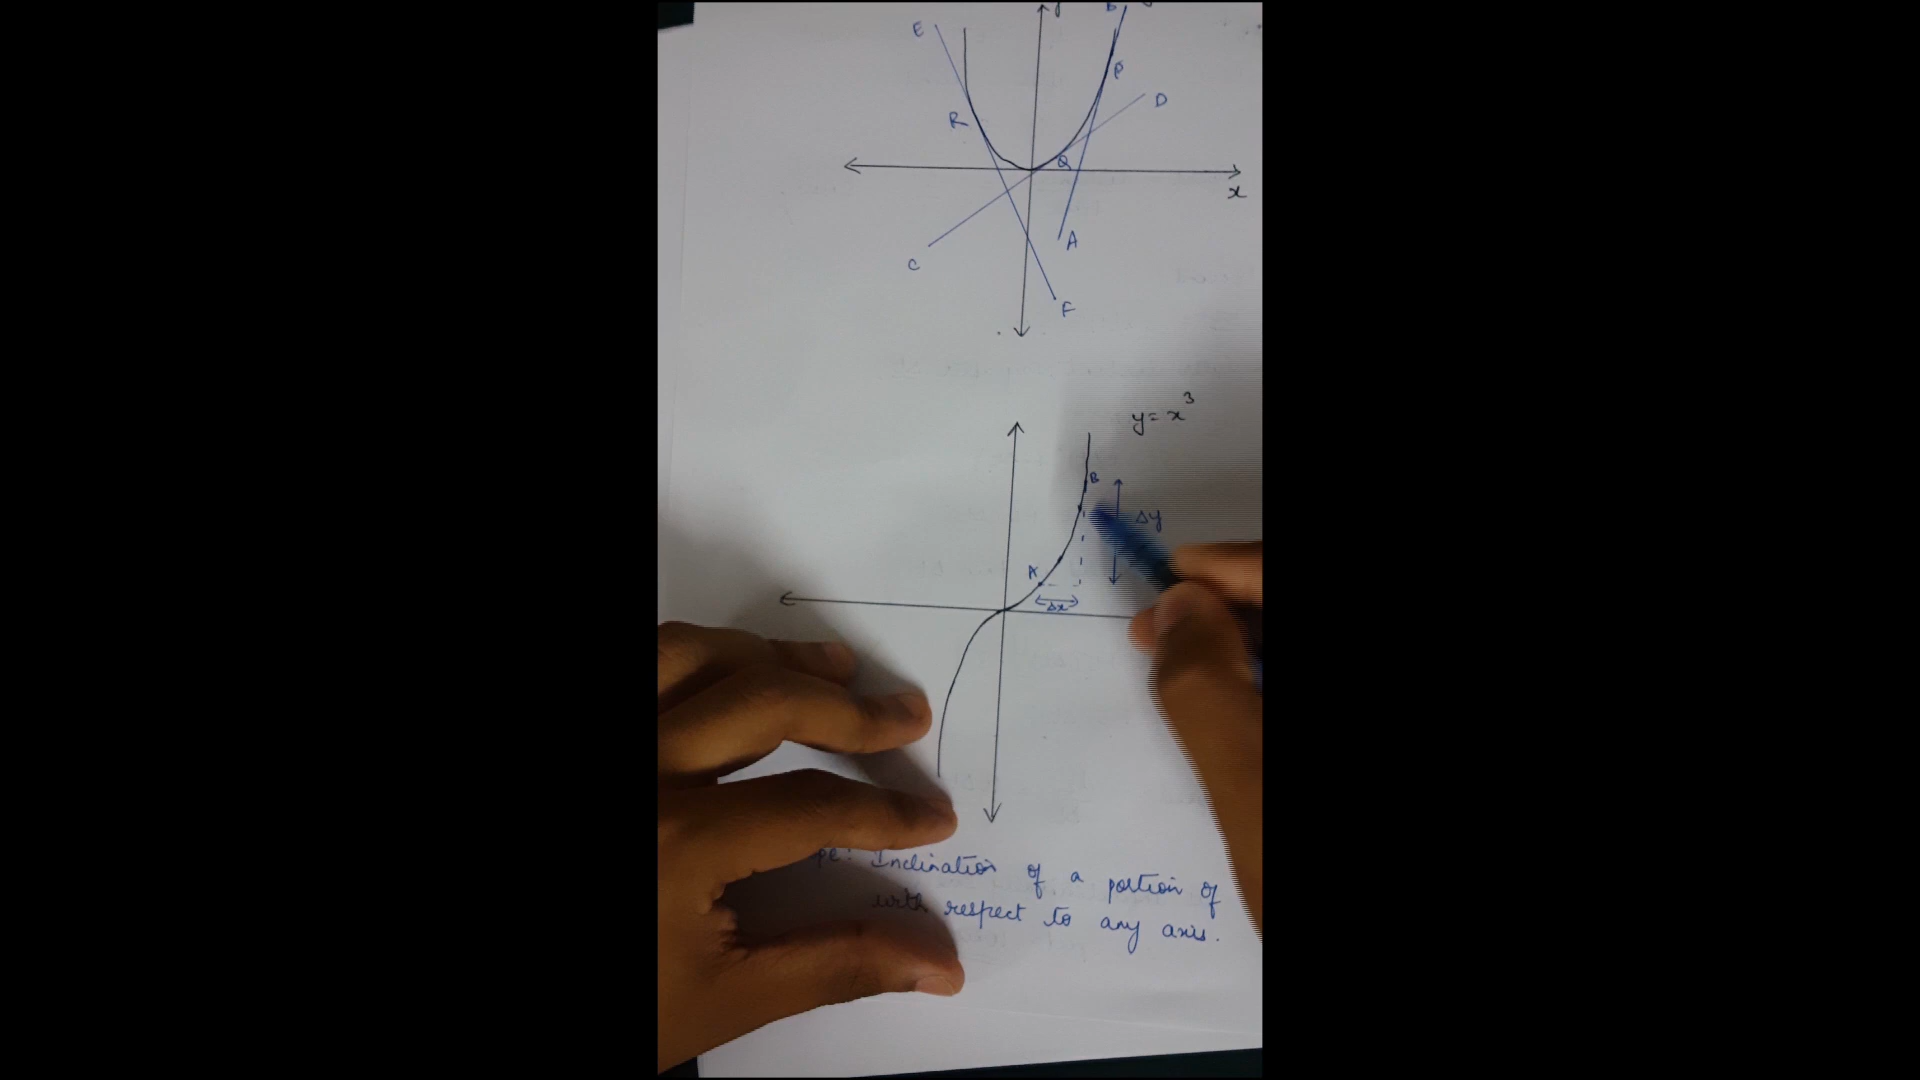 E
R
P
D
Q
x
C
A
F
y = x³
B
Δy
A
Δx
Inclination of a portion of
with respect to any axis.